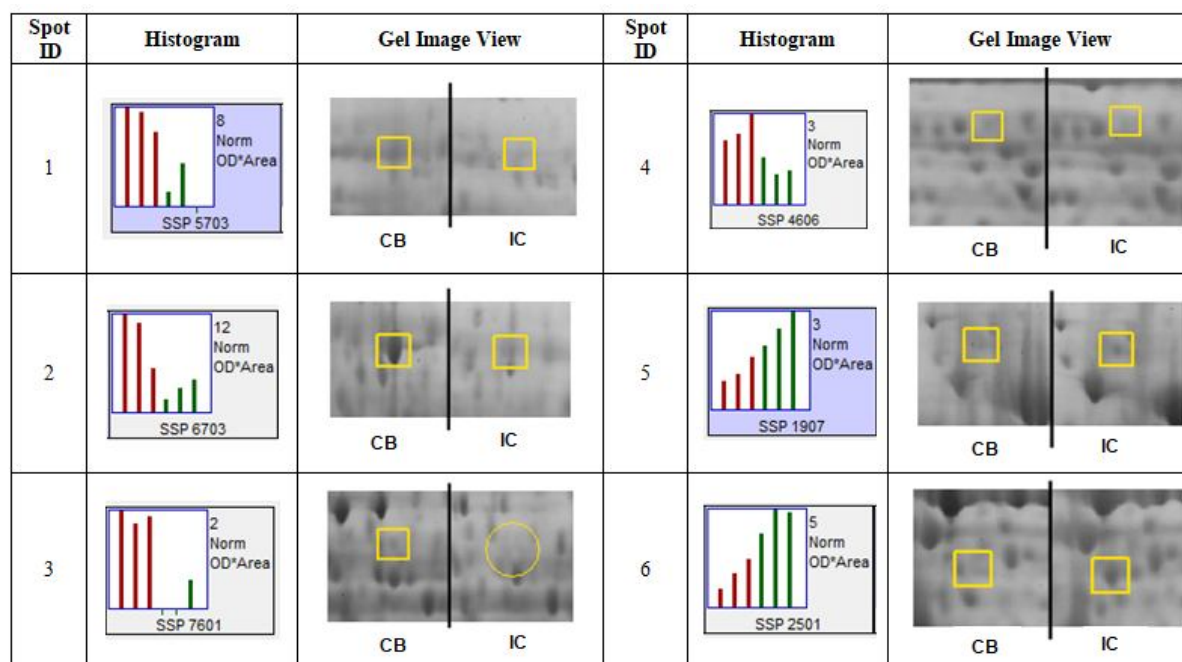 Spot ID
Histogram
Gel Image View
Spot ID
Histogram
Gel Image View
1
8
Norm
OD*Area
SSP 5703
CB
IC
4
3
Norm
OD*Area
SSP 4606
CB
IC
2
12
Norm
OD*Area
SSP 6703
CB
IC
5
3
Norm
OD*Area
SSP 1907
CB
IC
3
2
Norm
OD*Area
SSP 7601
CB
IC
6
5
Norm
OD*Area
SSP 2501
CB
IC